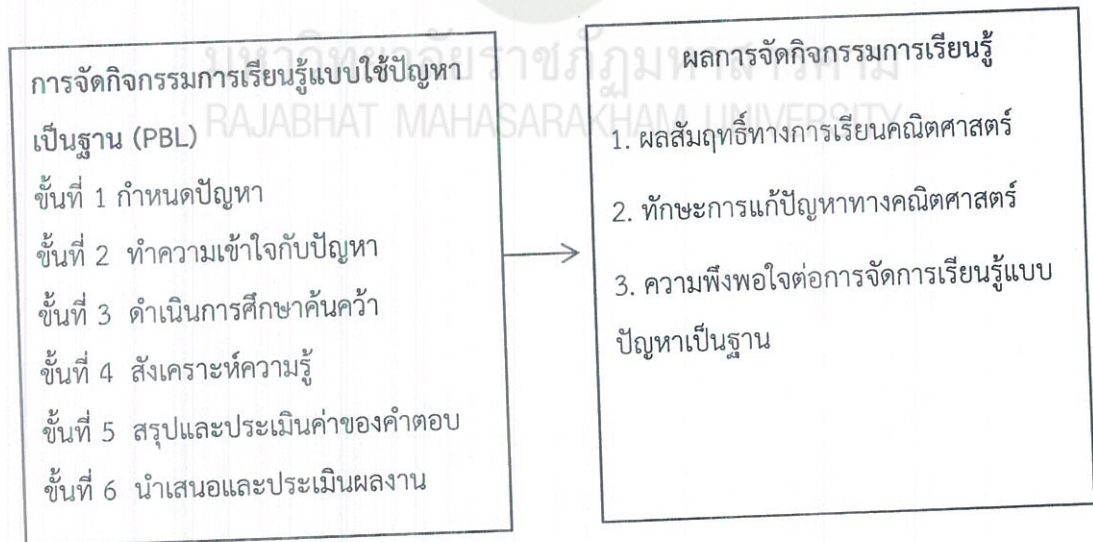 มหาวิทยาลัยราชภัฏมหาสารคาม
RAJABHAT MAHASARAKHAM UNIVERSITY
การจัดกิจกรรมการเรียนรู้แบบใช้ปัญหา
เป็นฐาน (PBL)
ขั้นที่ 1 กำหนดปัญหา
ขั้นที่ 2 ทำความเข้าใจกับปัญหา
ขั้นที่ 3 ดำเนินการศึกษาค้นคว้า
ขั้นที่ 4 สังเคราะห์ความรู้
ขั้นที่ 5 สรุปและประเมินค่าของคำตอบ
ขั้นที่ 6 นำเสนอและประเมินผลงาน
ผลการจัดกิจกรรมการเรียนรู้
1. ผลสัมฤทธิ์ทางการเรียนคณิตศาสตร์
2. ทักษะการแก้ปัญหาทางคณิตศาสตร์
3. ความพึงพอใจต่อการจัดการเรียนรู้แบบ
ปัญหาเป็นฐาน